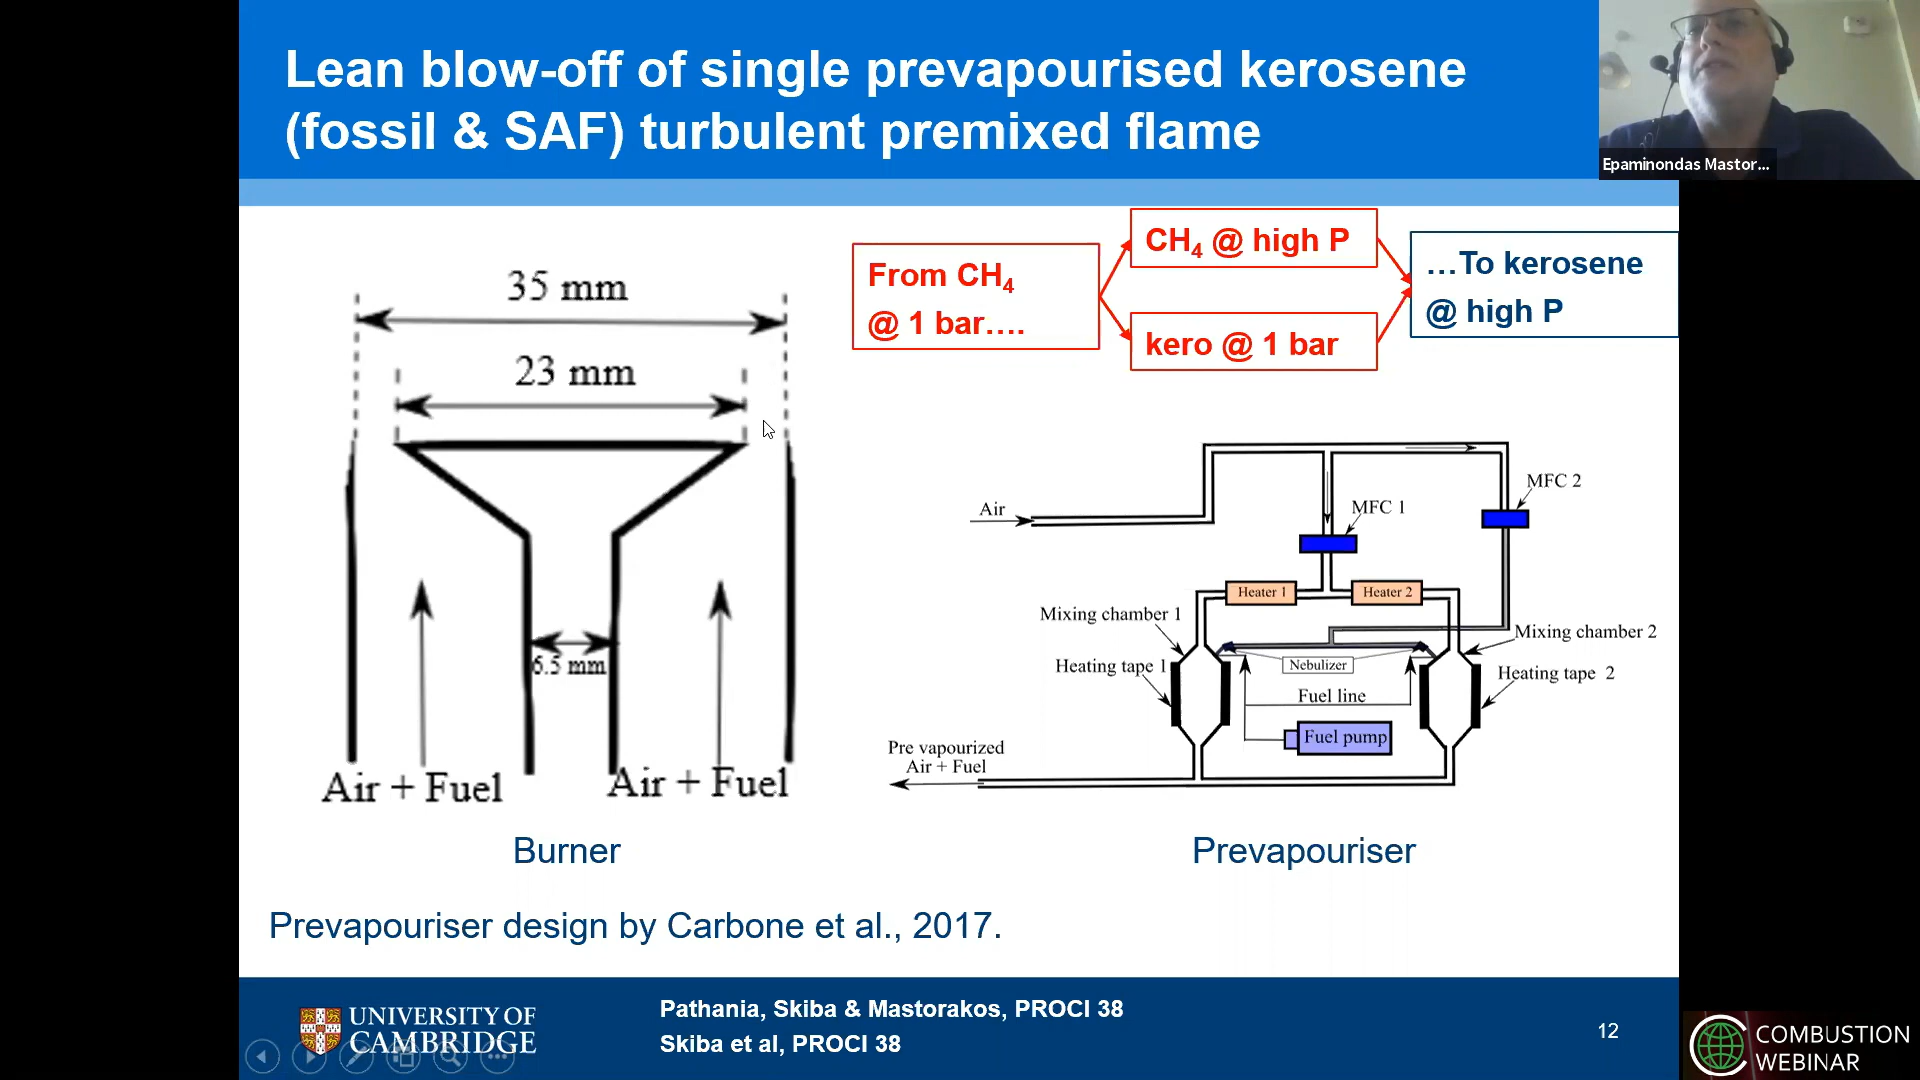 Lean blow-off of single prevapourised kerosene
(fossil & SAF) turbulent premixed flame
Epaminondas Mastor...
From CH4
@ 1 bar....
CH4 @ high P
kero @ 1 bar
...To kerosene
@ high P
35 mm
23 mm
6.5 mm
Air + Fuel
Air + Fuel
Burner
Air
MFC 1
MFC 2
Heater 1
Heater 2
Mixing chamber 1
Mixing chamber 2
Heating tape 1
Nebulizer
Heating tape 2
Fuel line
Fuel pump
Pre vapourized
Air + Fuel
Prevapouriser
Prevapouriser design by Carbone et al., 2017.
UNIVERSITY OF
CAMBRIDGE
Pathania, Skiba & Mastorakos, PROCI 38
Skiba et al, PROCI 38
12
COMBUSTION
WEBINAR